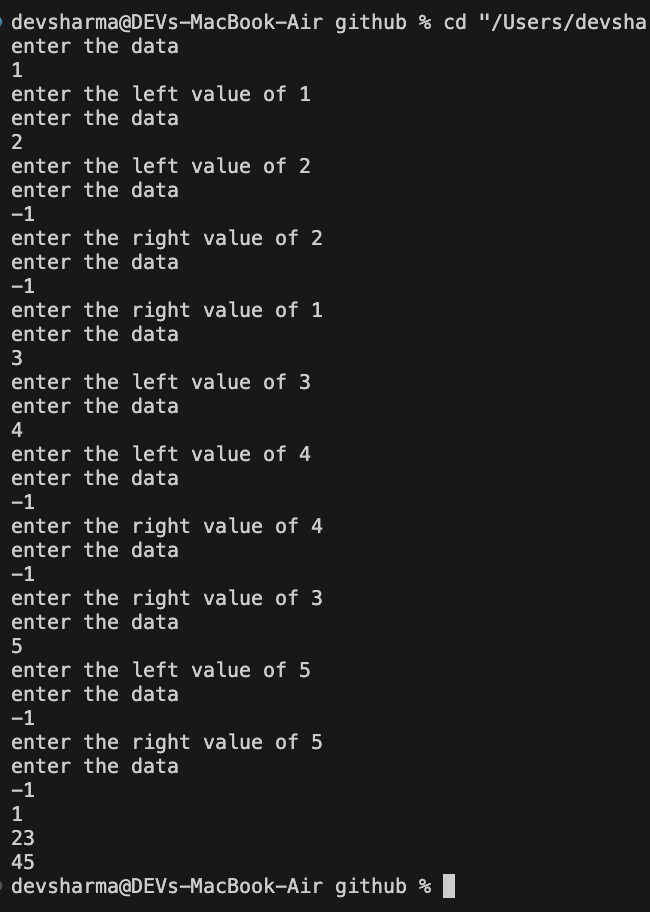 devsharma@DEVs-MacBook-Air github % cd "/Users/devsha
enter the data
1
enter the left value of 1
enter the data
2
enter the left value of 2
enter the data
-1
enter the right value of 2
enter the data
-1
enter the right value of 1
enter the data
3
enter the left value of 3
enter the data
4
enter the left value of 4
enter the data
-1
enter the right value of 4
enter the data
-1
enter the right value of 3
enter the data
5
enter the left value of 5
enter the data
-1
enter the right value of 5
enter the data
-1
1
23
45
devsharma@DEVs-MacBook-Air github %